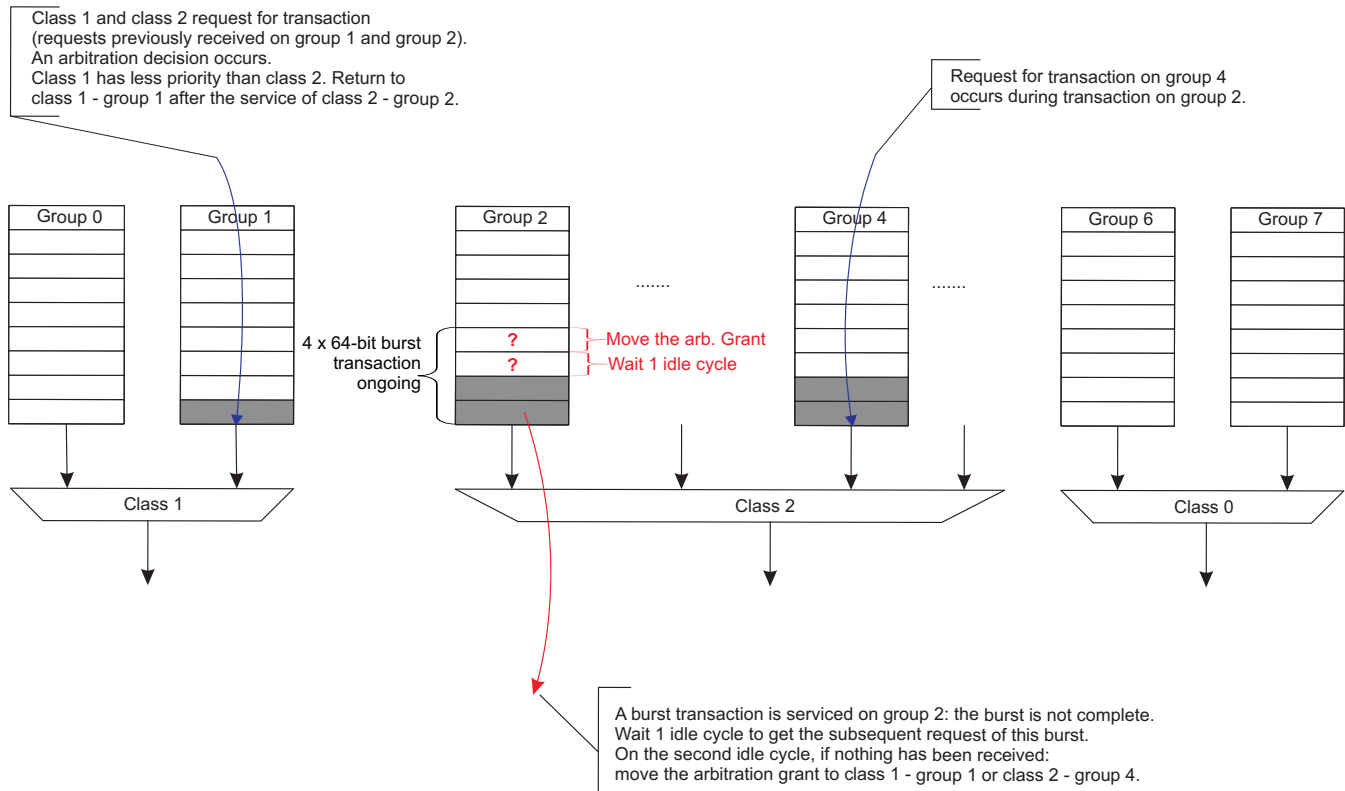 Class 1 and class 2 request for transaction
(requests previously received on group 1 and group 2).
An arbitration decision occurs.
Class 1 has less priority than class 2. Return to
class 1 - group 1 after the service of class 2 - group 2.
Request for transaction on group 4
occurs during transaction on group 2.
Group 0
Group 1
Group 2
Group 4
Group 6
Group 7
.......
.......
4 x 64-bit burst
transaction
ongoing
?
Move the arb. Grant
?
Wait 1 idle cycle
Class 1
Class 2
Class 0
A burst transaction is serviced on group 2: the burst is not complete.
Wait 1 idle cycle to get the subsequent request of this burst.
On the second idle cycle, if nothing has been received:
move the arbitration grant to class 1 - group 1 or class 2 - group 4.